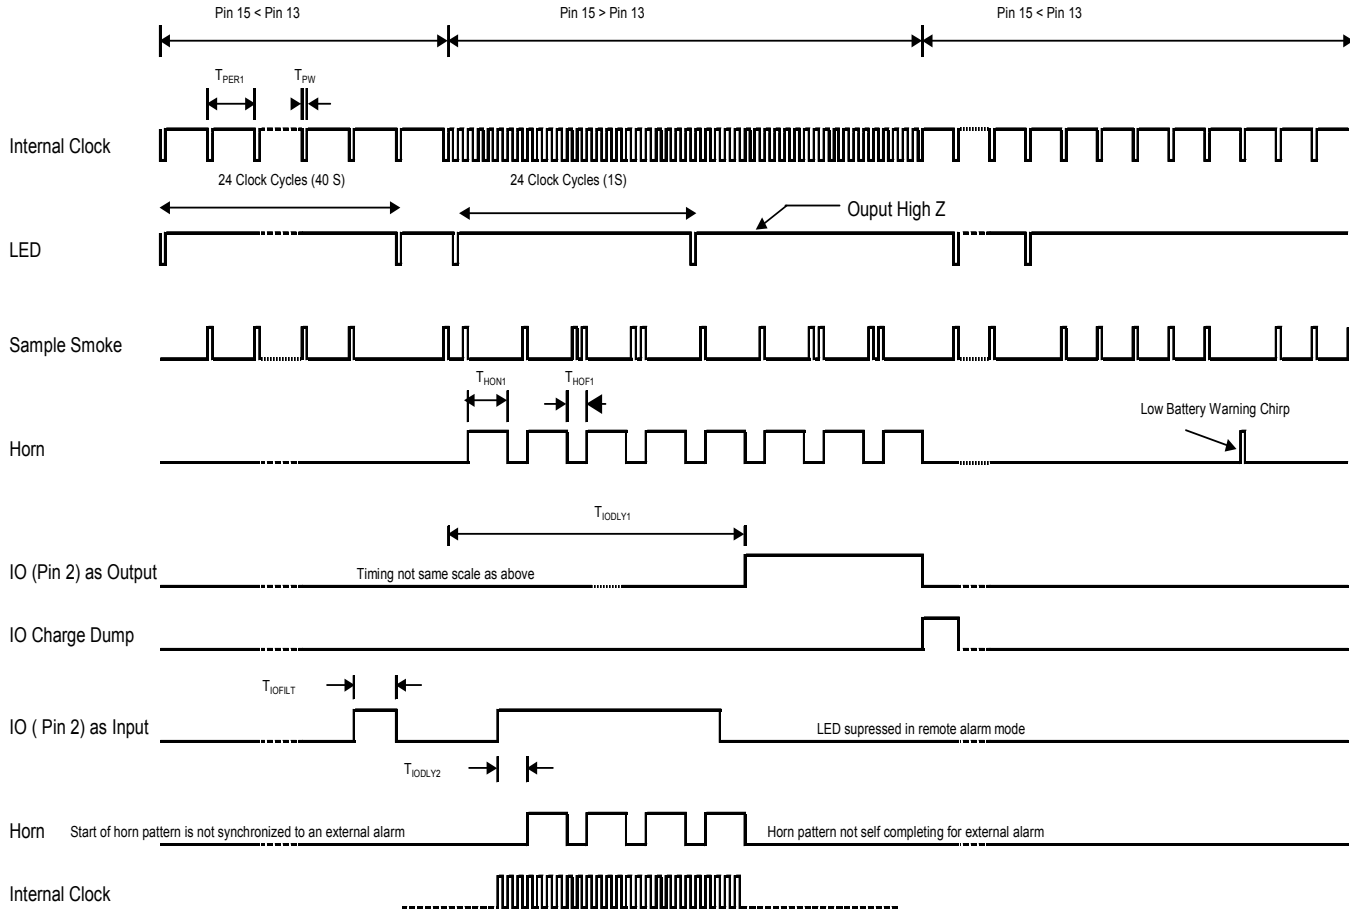 Pin 15 < Pin 13
Pin 15 > Pin 13
Pin 15 < Pin 13
TPER1
TPW
Internal Clock
24 Clock Cycles (40 S)
24 Clock Cycles (1S)
Ouput High Z
LED
Sample Smoke
THON1
THOF1
Low Battery Warning Chirp
Horn
TIODLY1
IO (Pin 2) as Output
Timing not same scale as above
IO Charge Dump
TIOFILT
IO ( Pin 2) as Input
LED supressed in remote alarm mode
TIODLY2
Horn
Start of horn pattern is not synchronized to an external alarm
Horn pattern not self completing for external alarm
Internal Clock